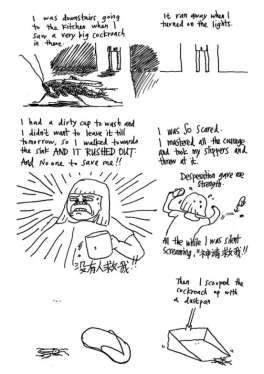 I was downstairs going
to the kitchen when I
saw a very big cockroach
in there.
It ran away when I
turned on the lights.
I had a dirty cup to wash and
I didn't want to leave it till
tomorrow, so I walked towards
the sink AND IT RUSHED OUT.
And No one to save me!!
没有人救我!!
I was SO scared.
I mastered all the courage
and took my slippers and
threw at it.
Desperation gave me
strength.
All the while I was silent
screaming, "神请救我!!
Then I scooped the
cockroach up with
a dustpan